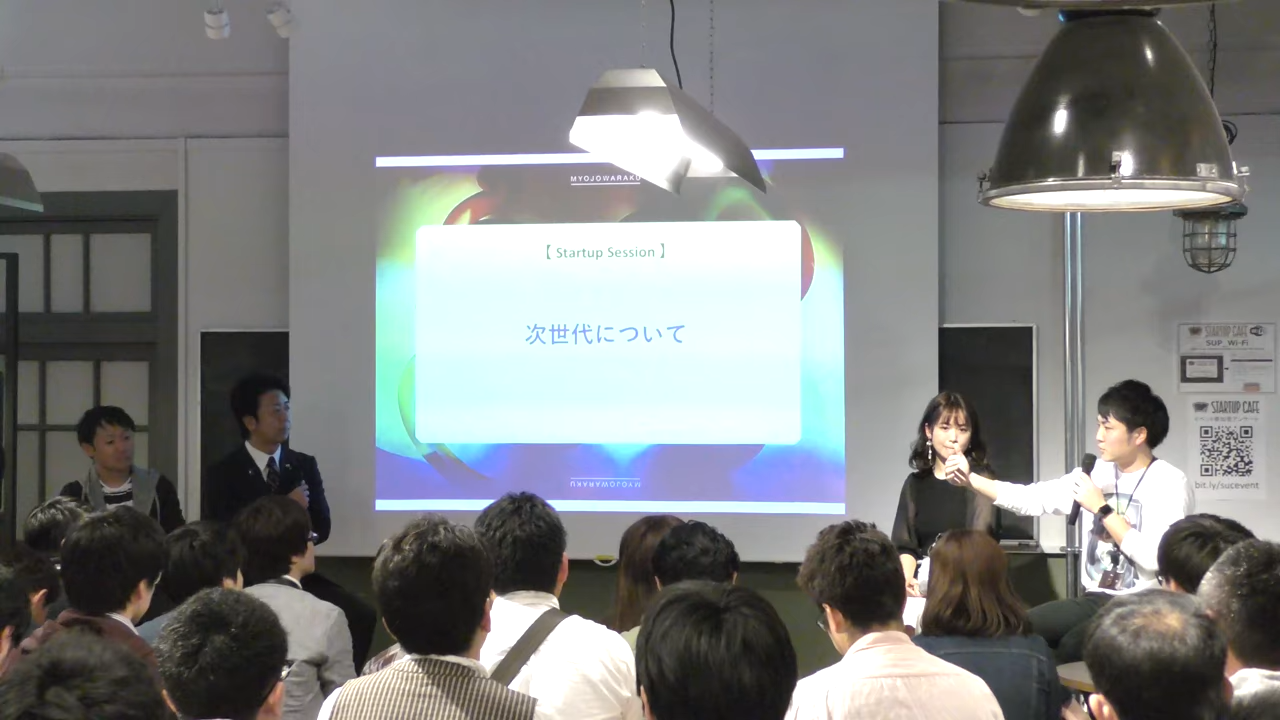 MYOJOWARAKU
【 Startup Session 】
次世代について
MYOJOWARAKU
STARTUP CAFE
SUP_Wi-Fi
STARTUP CAFE
bit.ly/sucevent